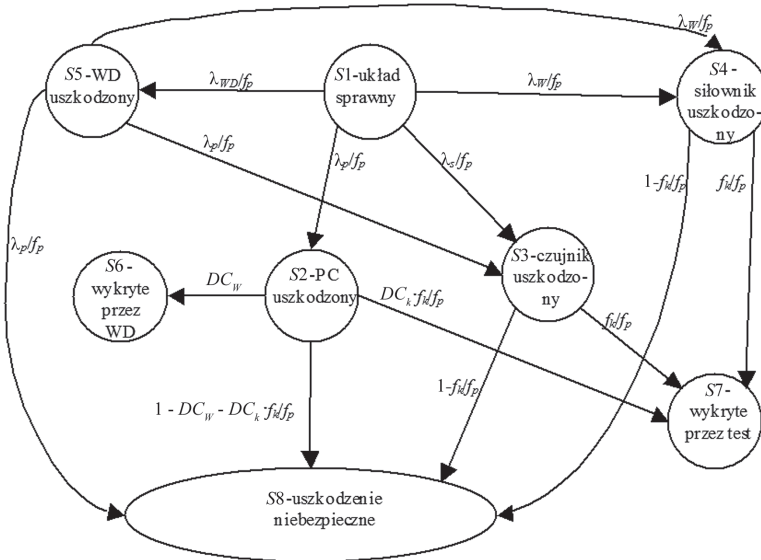 λW/fp
S5-WD
uszkodzony
λWD/fp
S1-układ
sprawny
λW/fp
S4 -
siłownik
uszkodzo-
ny
λp/fp
λp/fp
λs/fp
1-fk/fp
fk/fp
λp/fp
S6 -
wykryte
przez
WD
DCW
S2-PC
uszkodzony
DCk·fk/fp
S3-czujnik
uszkodzo-
ny
fk/fp
1-fk/fp
1 - DCW - DCk·fk/fp
S7-
wykryte
przez test
S8-uszkodzenie
niebezpieczne